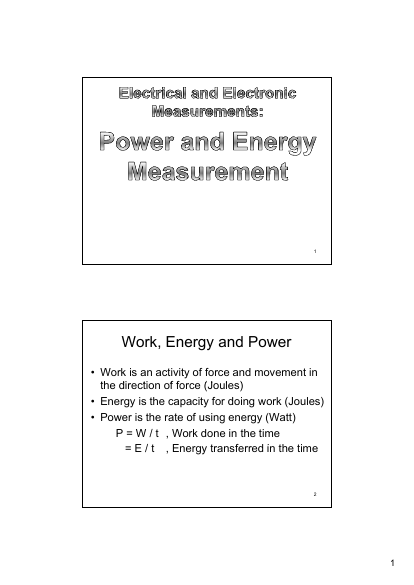 Electrical and Electronic
Measurements:
Power and Energy
Measurement
1
Work, Energy and Power
• Work is an activity of force and movement in
the direction of force (Joules)
• Energy is the capacity for doing work (Joules)
• Power is the rate of using energy (Watt)
P = W / t , Work done in the time
= E / t , Energy transferred in the time
2
1